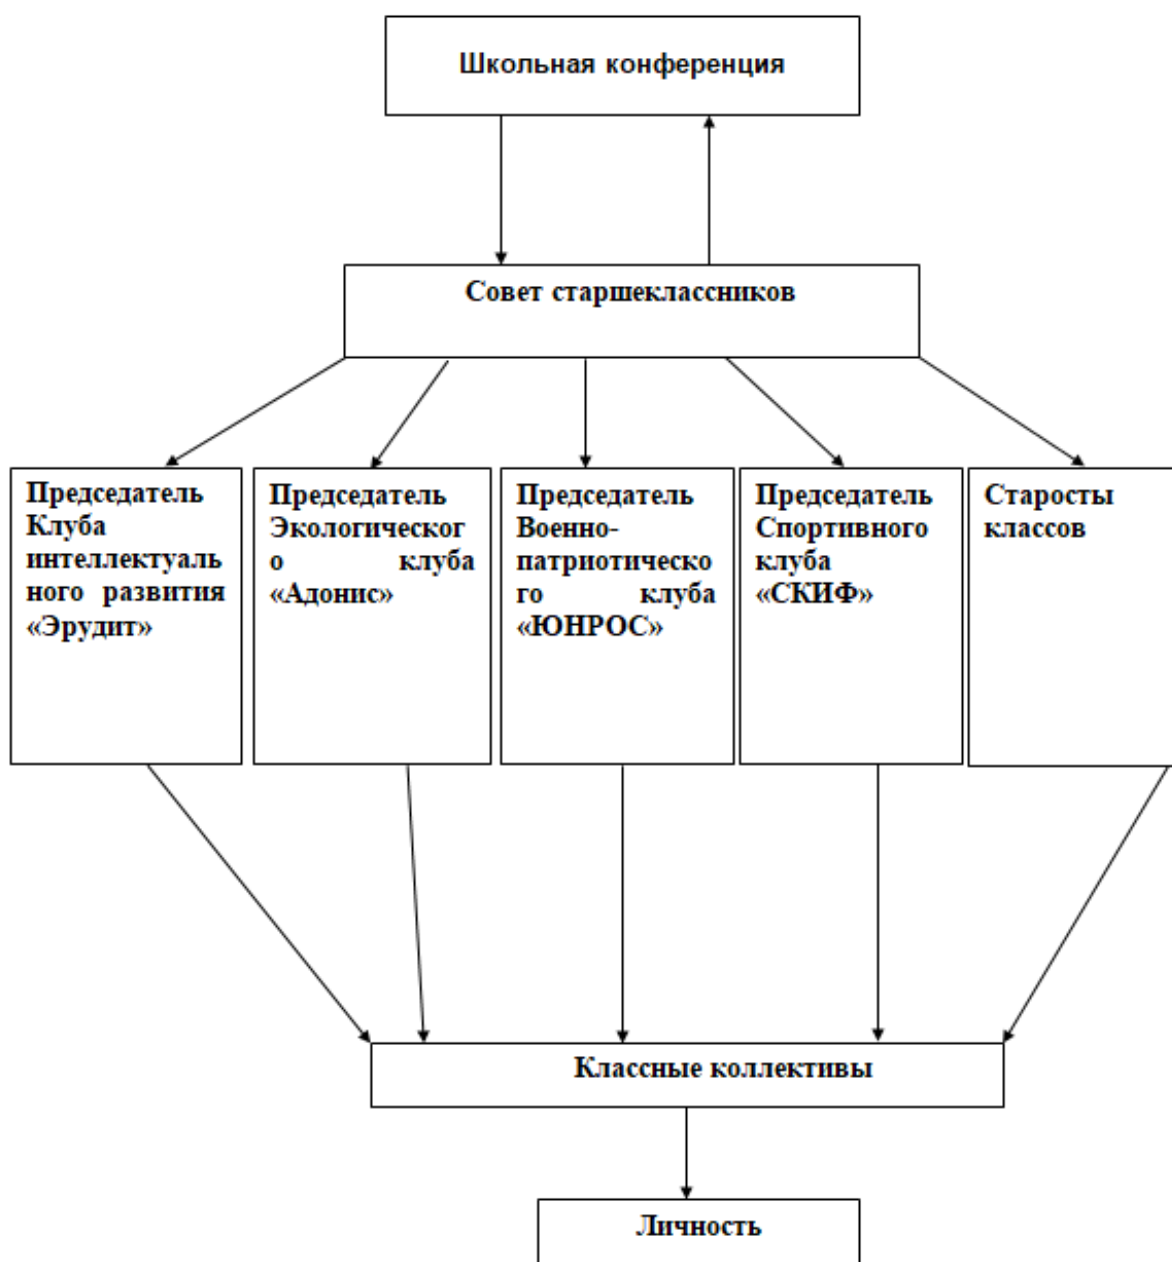 Школьная конференция
Совет старшеклассников
Председатель
Клуба
интеллектуаль
ного развития
«Эрудит»
Председатель
Экологическог
о клуба
«Адонис»
Председатель
Военно-
патриотическо
го клуба
«ЮНРОС»
Председатель
Спортивного
клуба
«СКИФ»
Старосты
классов
Классные коллективы
Личность